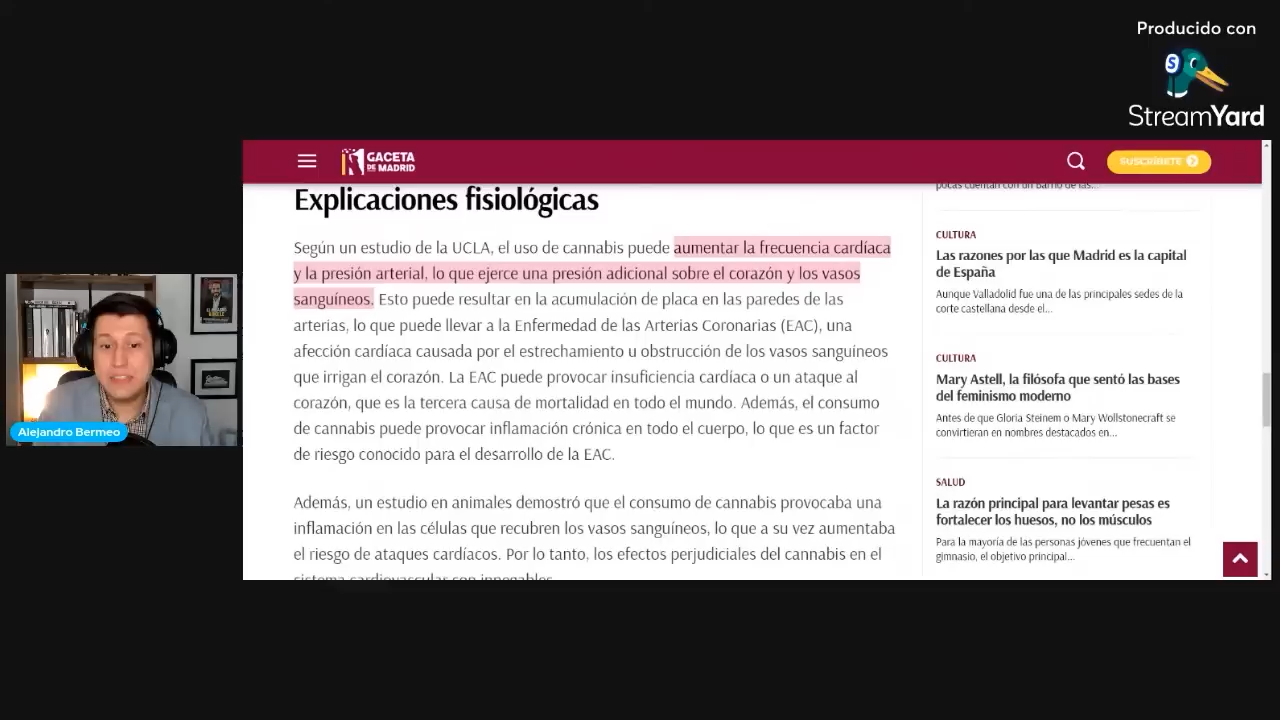 Producido con
StreamYard
GACETA
DE MADRID
SUSCRÍBETE
Explicaciones fisiológicas
Según un estudio de la UCLA, el uso de cannabis puede aumentar la frecuencia cardíaca
y la presión arterial, lo que ejerce una presión adicional sobre el corazón y los vasos
sanguíneos. Esto puede resultar en la acumulación de placa en las paredes de las
arterias, lo que puede llevar a la Enfermedad de las Arterias Coronarias (EAC), una
afección cardíaca causada por el estrechamiento u obstrucción de los vasos sanguíneos
que irrigan el corazón. La EAC puede provocar insuficiencia cardíaca o un ataque al
corazón, que es la tercera causa de mortalidad en todo el mundo. Además, el consumo
de cannabis puede provocar inflamación crónica en todo el cuerpo, lo que es un factor
de riesgo conocido para el desarrollo de la EAC.
Además, un estudio en animales demostró que el consumo de cannabis provocaba una
inflamación en las células que recubren los vasos sanguíneos, lo que a su vez aumentaba
el riesgo de ataques cardíacos. Por lo tanto, los efectos perjudiciales del cannabis en el
sistema cardiovascular son innegables.
pocas cuentan con un Barrio de las...
CULTURA
Las razones por las que Madrid es la capital
de España
Aunque Valladolid fue una de las principales sedes de la
corte castellana desde el...
CULTURA
Mary Astell, la filósofa que sentó las bases
del feminismo moderno
Antes de que Gloria Steinem o Mary Wollstonecraft se
convirtieran en nombres destacados en...
SALUD
La razón principal para levantar pesas es
fortalecer los huesos, no los músculos
Para la mayoría de las personas jóvenes que frecuentan el
gimnasio, el objetivo principal...
Alejandro Bermeo